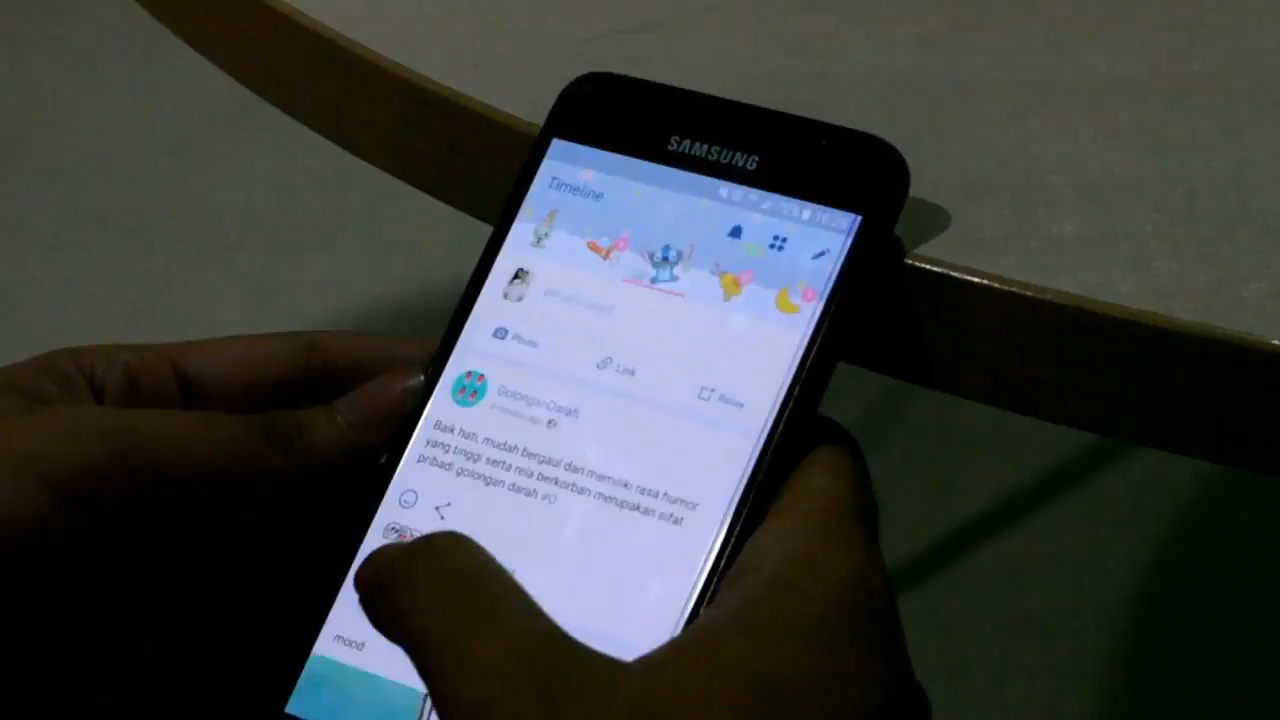 SAMSUNG
Timeline
Photo
Link
GolonganDarah
Baik hati, mudah bergaul dan memiliki rasa humor
yang tinggi serta rela berkorban merupakan sifat
pribadi golongan darah #O
mood